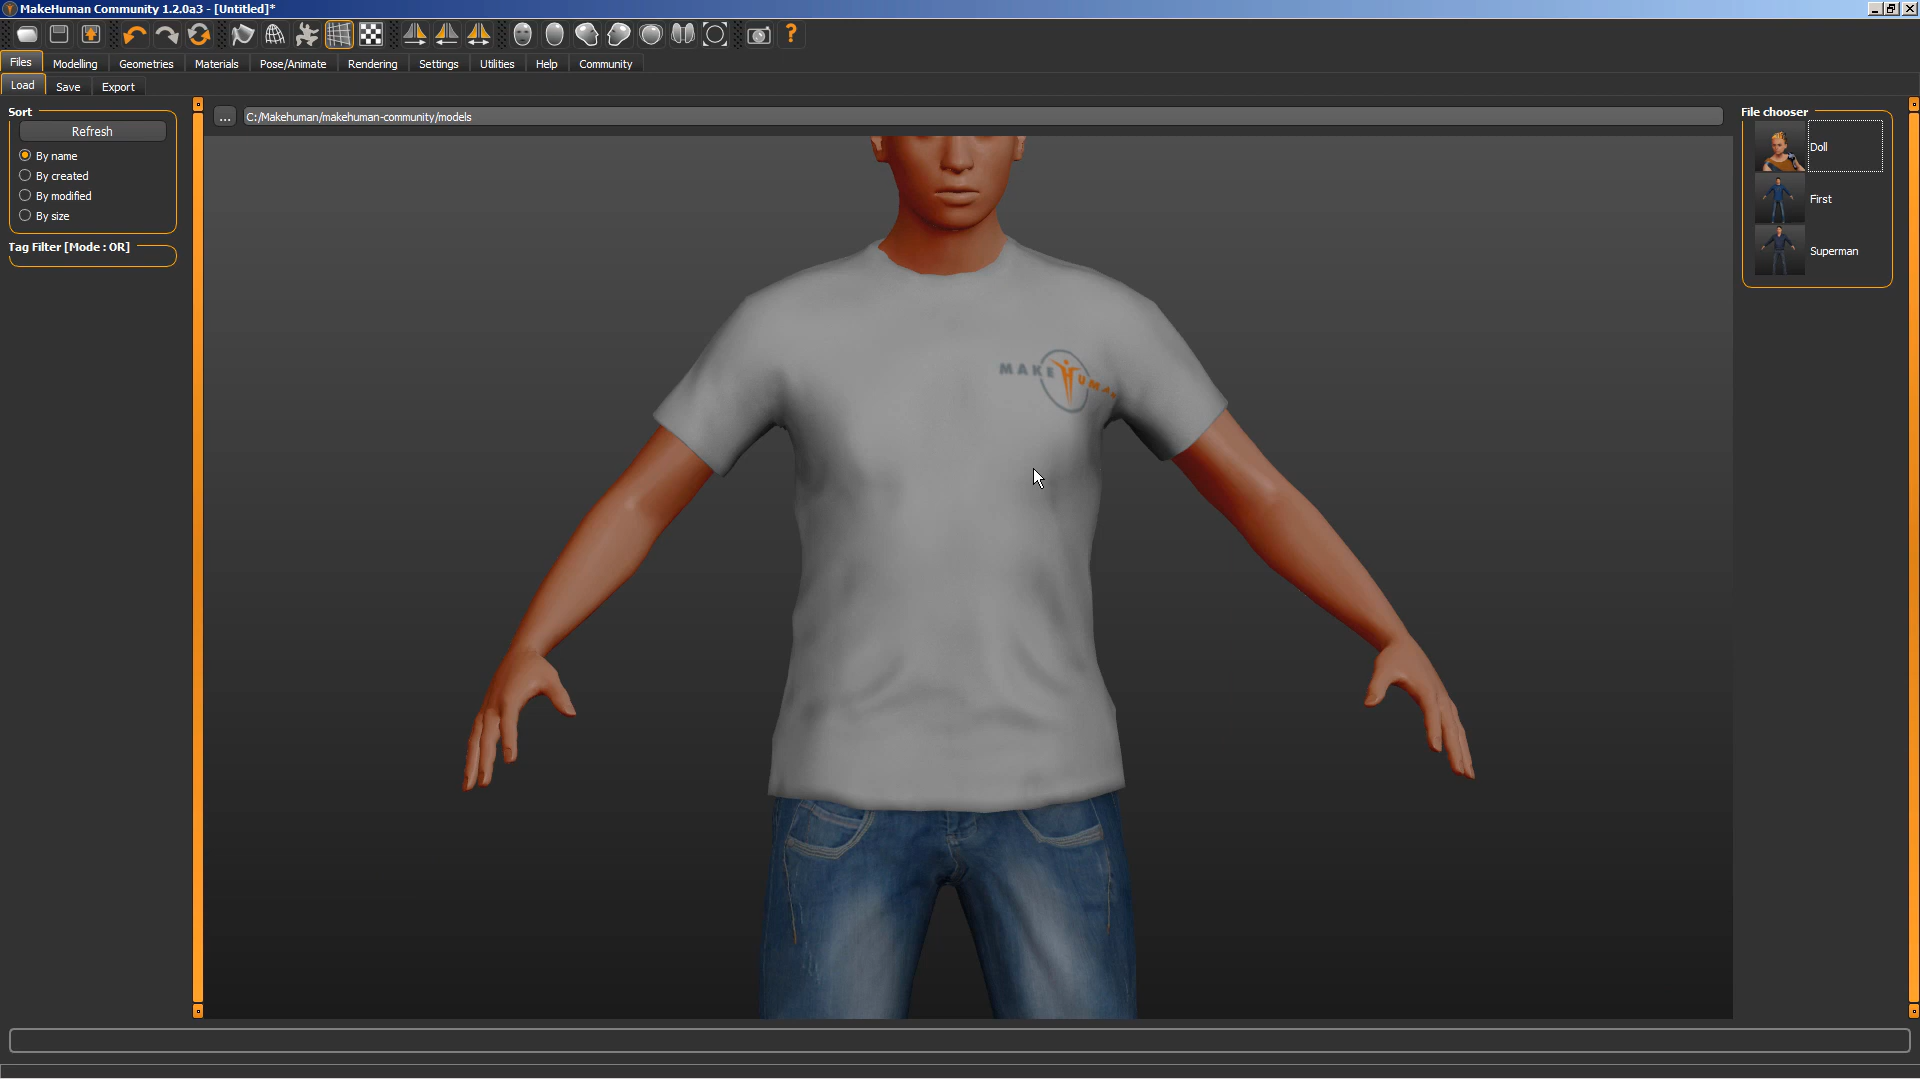 MakeHuman Community 1.2.0a3 - [Untitled]*
?
Files Modelling Geometries Materials Pose/Animate Rendering Settings Utilities Help Community
Load Save Export
Sort
Refresh
By name
By created
By modified
By size
Tag Filter [Mode : OR]
... C:/Makehuman/makehuman-community/models
MAKEHUMAN
File chooser
Doll
First
Superman